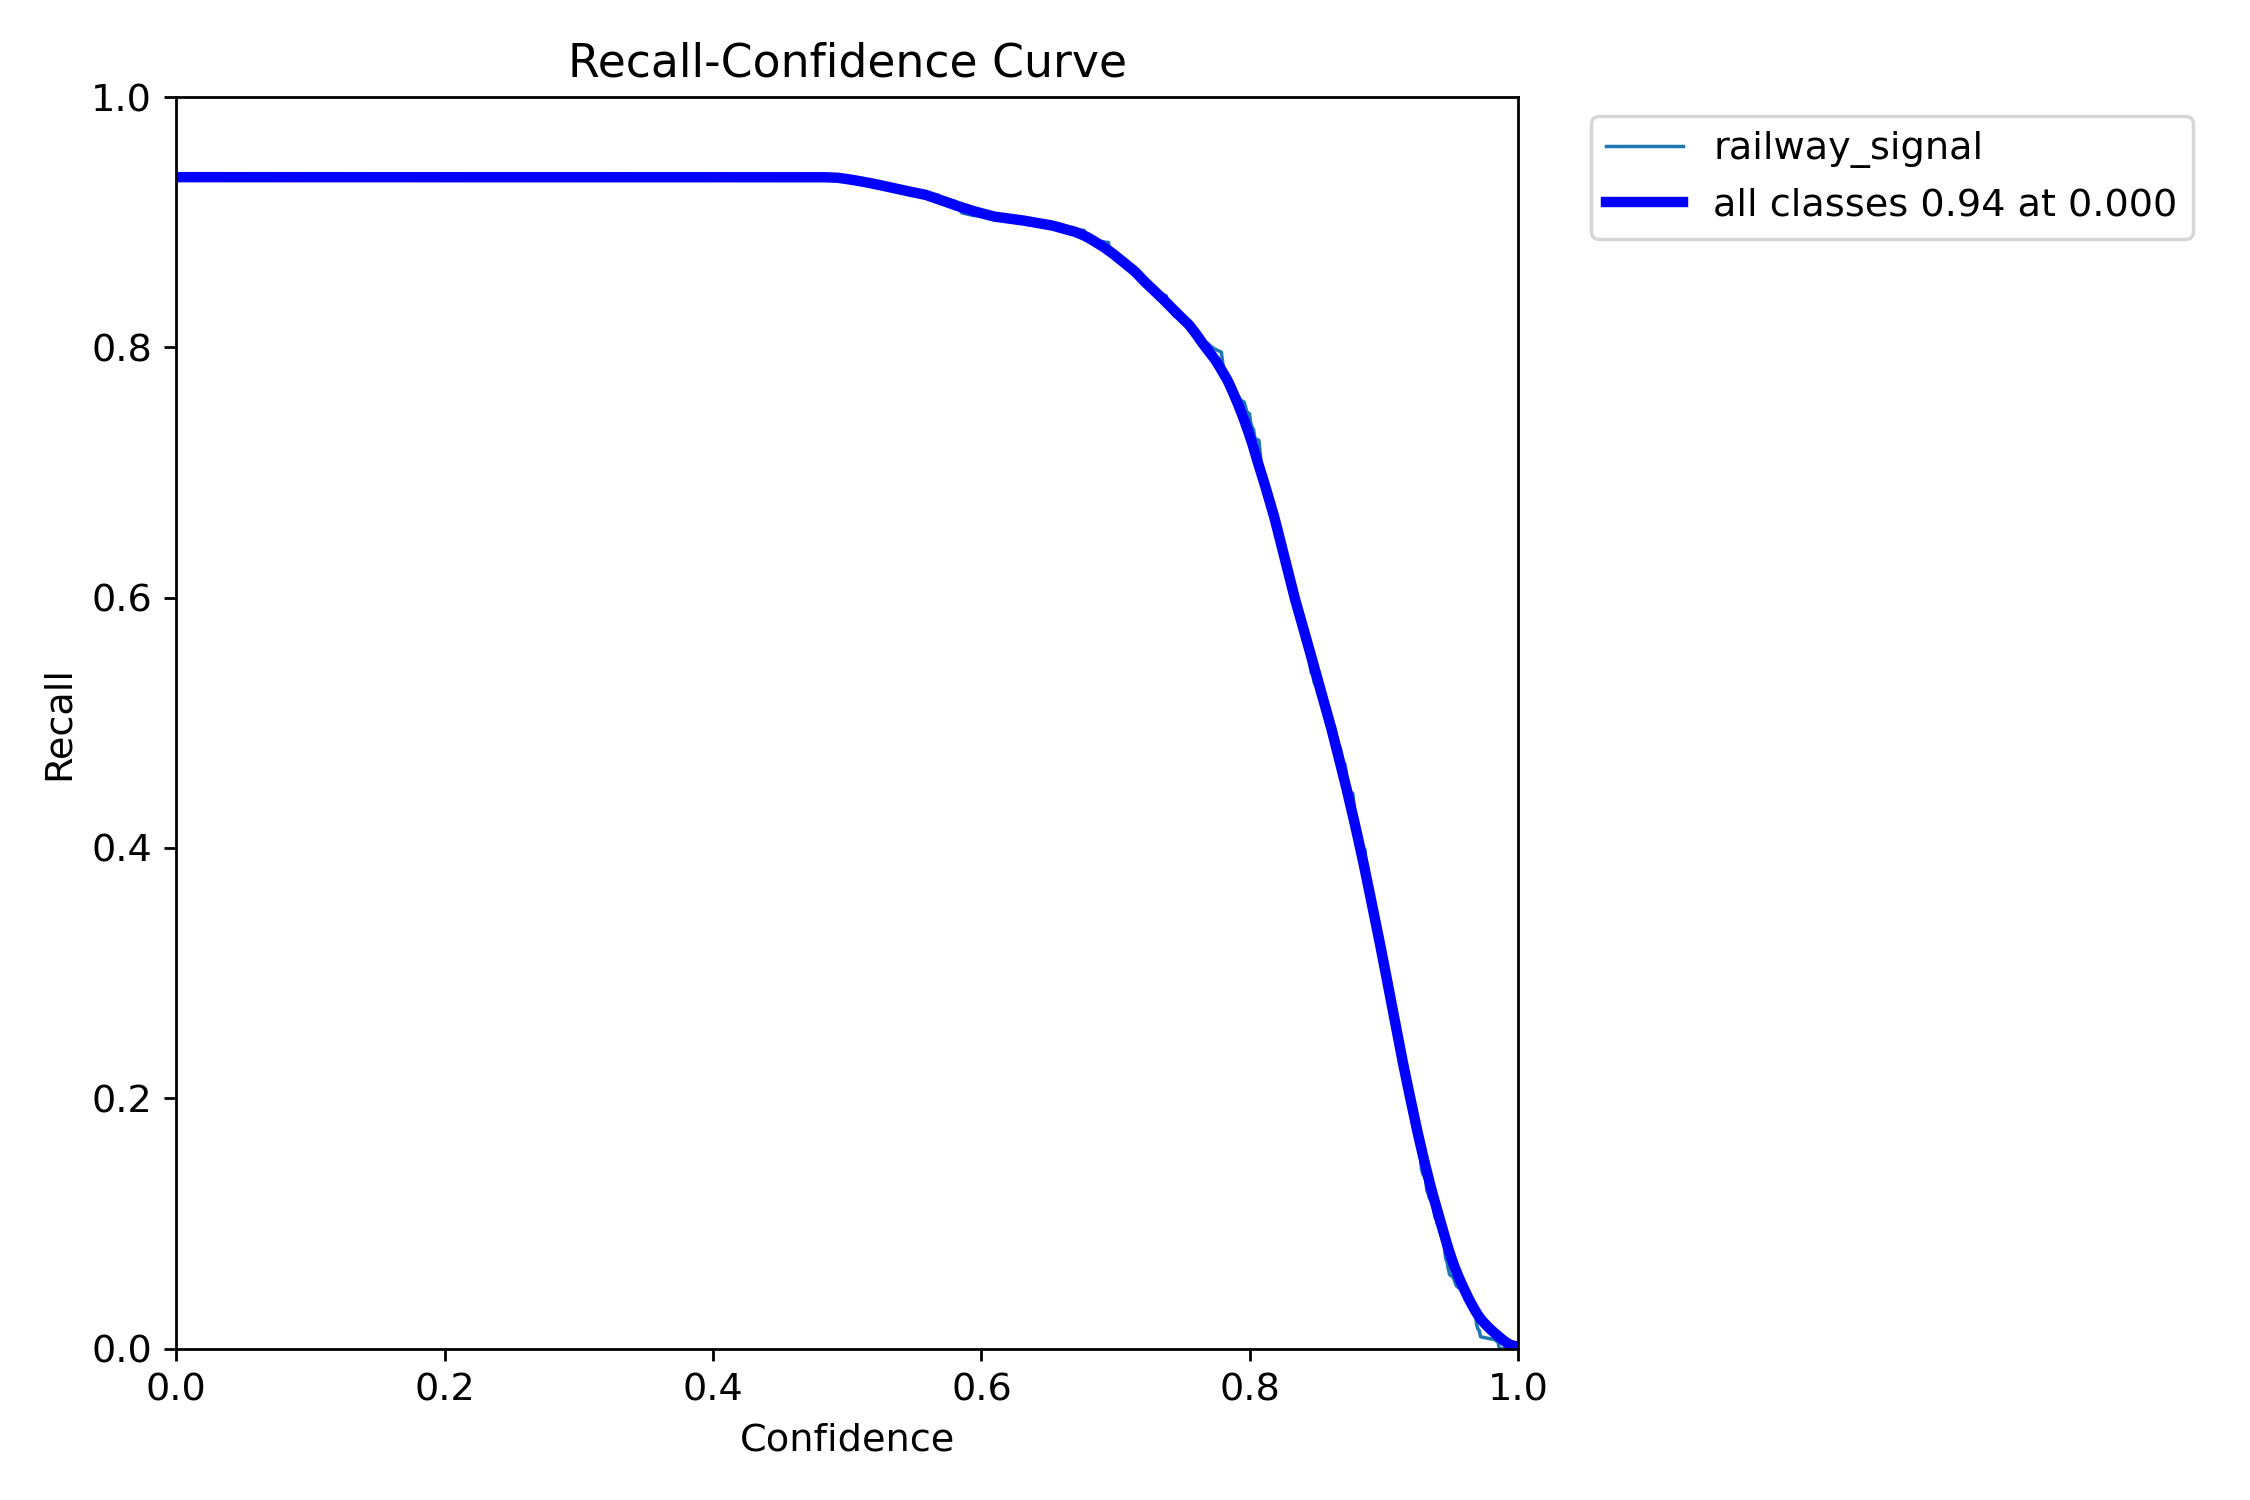 Recall-Confidence Curve
railway_signal
all classes 0.94 at 0.000
1.0
0.8
0.6
0.4
0.2
0.0
Recall
0.0 0.2 0.4 0.6 0.8 1.0
Confidence